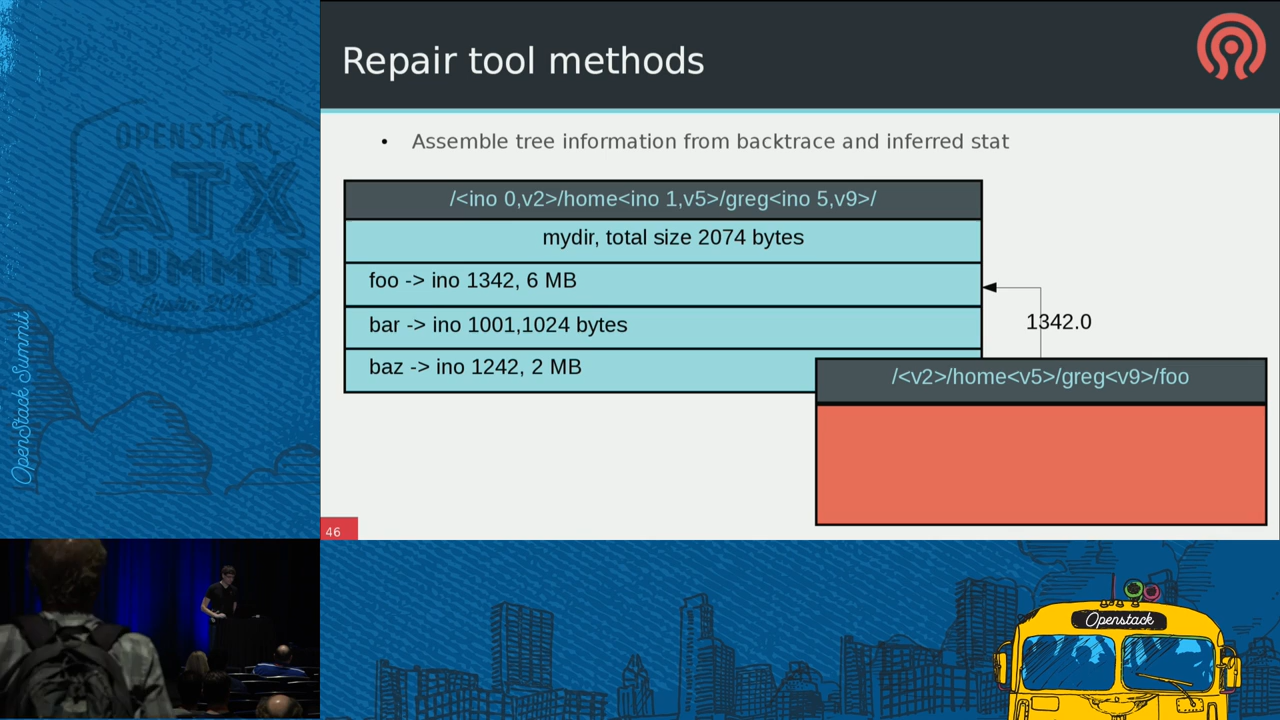 OPENSTACK
ATX
SUMMIT
Austin 2016
OpenStack Summit
Repair tool methods
• Assemble tree information from backtrace and inferred stat
/<ino 0,v2>/home<ino 1,v5>/greg<ino 5,v9>/
mydir, total size 2074 bytes
foo -> ino 1342, 6 MB
bar -> ino 1001,1024 bytes
baz -> ino 1242, 2 MB
1342.0
/<v2>/home<v5>/greg<v9>/foo
46
Openstack